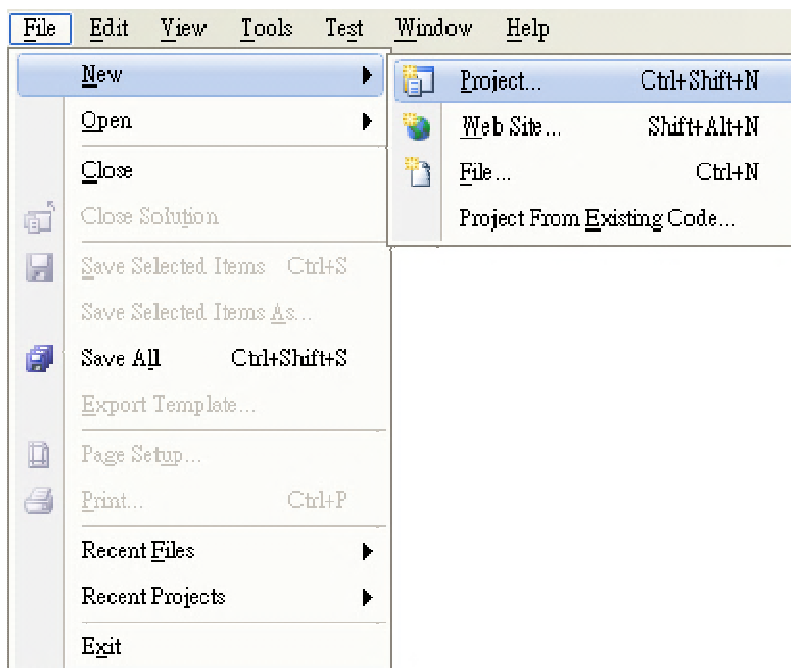 File Edit View Tools Test Window Help
New
Open
Close
Close Solution
Save Selected Items Ctrl+S
Save Selected Items As...
Save All Ctrl+Shift+S
Export Template...
Page Setup...
Print... Ctrl+P
Recent Files
Recent Projects
Exit
Project... Ctrl+Shift+N
Web Site... Shift+Alt+N
File... Ctrl+N
Project From Existing Code...